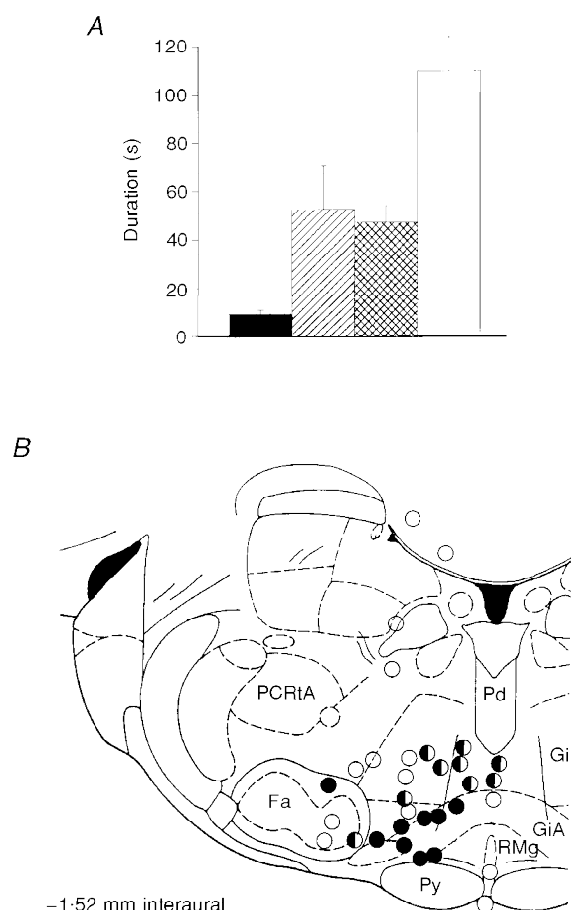 A
120
100
80
60
40
20
0
Duration (s)
B
PCRtA
Pd
Gi
Fa
GiA
RMg
Py
–1·52 mm interaural